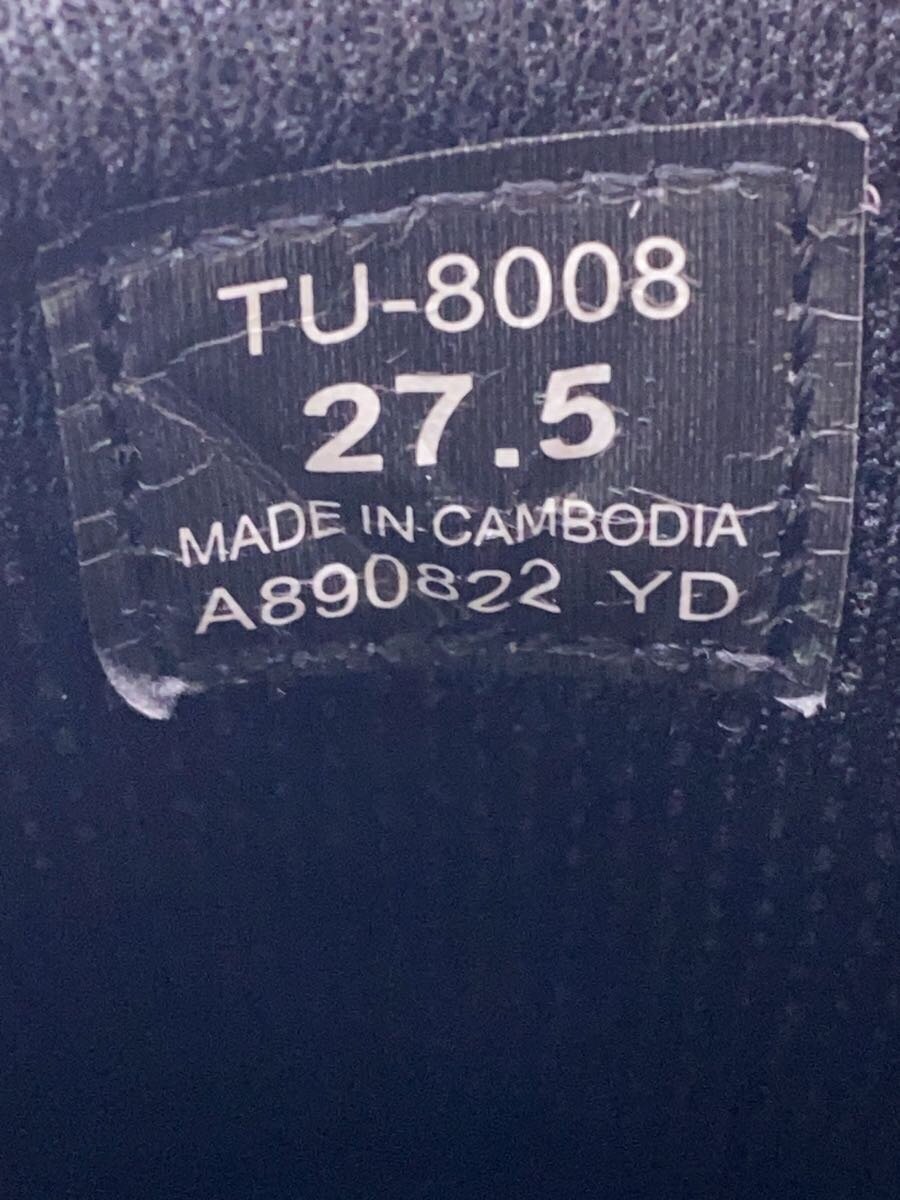 TU-8008
27.5
MADE IN CAMBODIA
A890822 YD